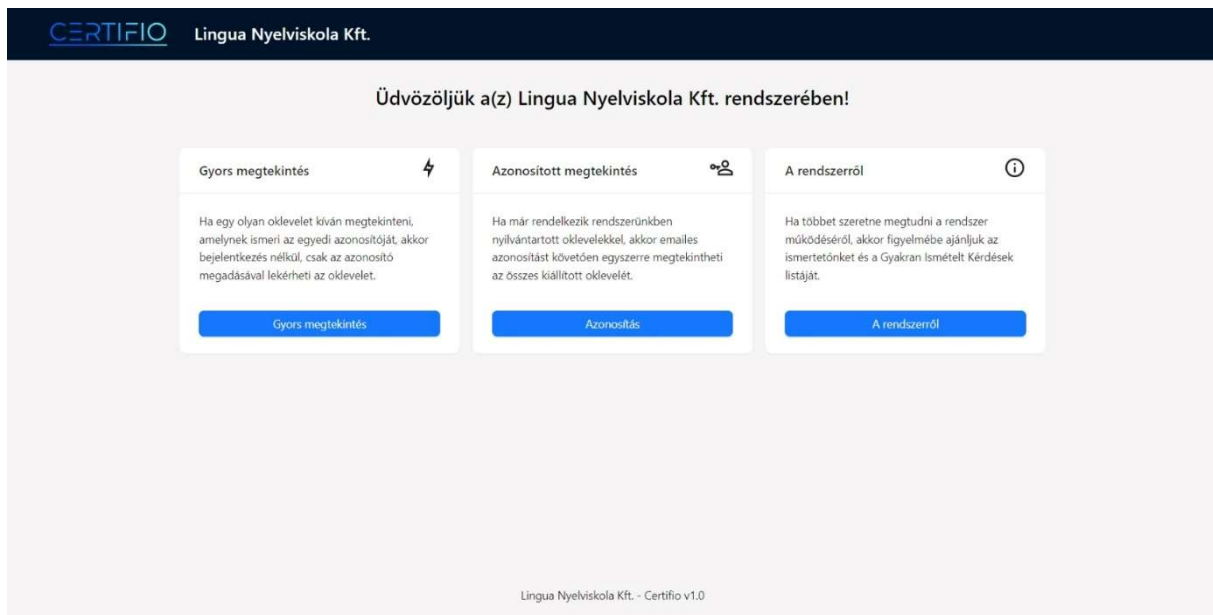 CERTIFIO Lingua Nyelviskola Kft.
Üdvözöljük a(z) Lingua Nyelviskola Kft. rendszerében!
Gyors megtekintés
Ha egy olyan oklevelet kíván megtekinteni,
amelynek ismeri az egyedi azonosítóját, akkor
bejelentkezés nélkül, csak az azonosító
megadásával lekérheti az oklevelet.
Gyors megtekintés
Azonosított megtekintés
Ha már rendelkezik rendszerünkben
nyilvántartott oklevelekkel, akkor emailes
azonosítást követően egyszerre megtekintheti
az összes kiállított oklevelét.
Azonosítás
A rendszerről
Ha többet szeretne megtudni a rendszer
működéséről, akkor figyelmébe ajánljuk az
ismertetőnket és a Gyakran Ismételt Kérdések
listáját.
A rendszerről
Lingua Nyelviskola Kft. - Certifio v1.0